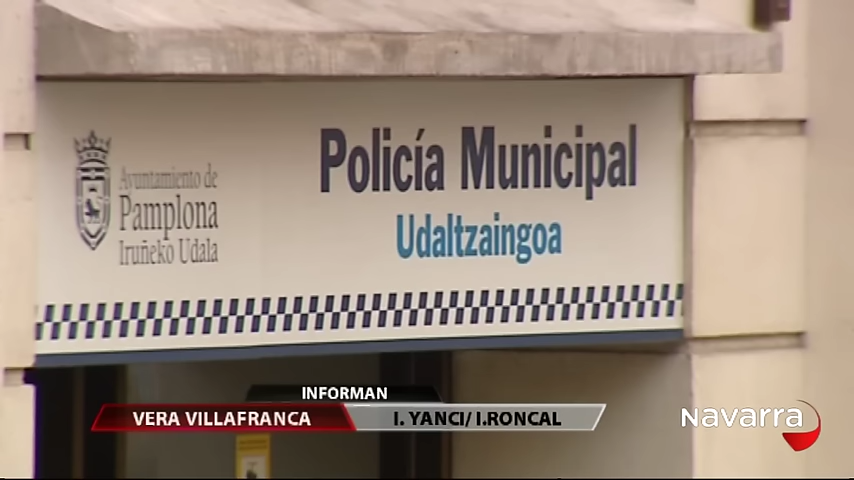 Ayuntamiento de
Pamplona
Iruñeko Udala
Policía Municipal
Udaltzaingoa
INFORMAN
VERA VILLAFRANCA
I. YANCI/ I.RONCAL
Navarra